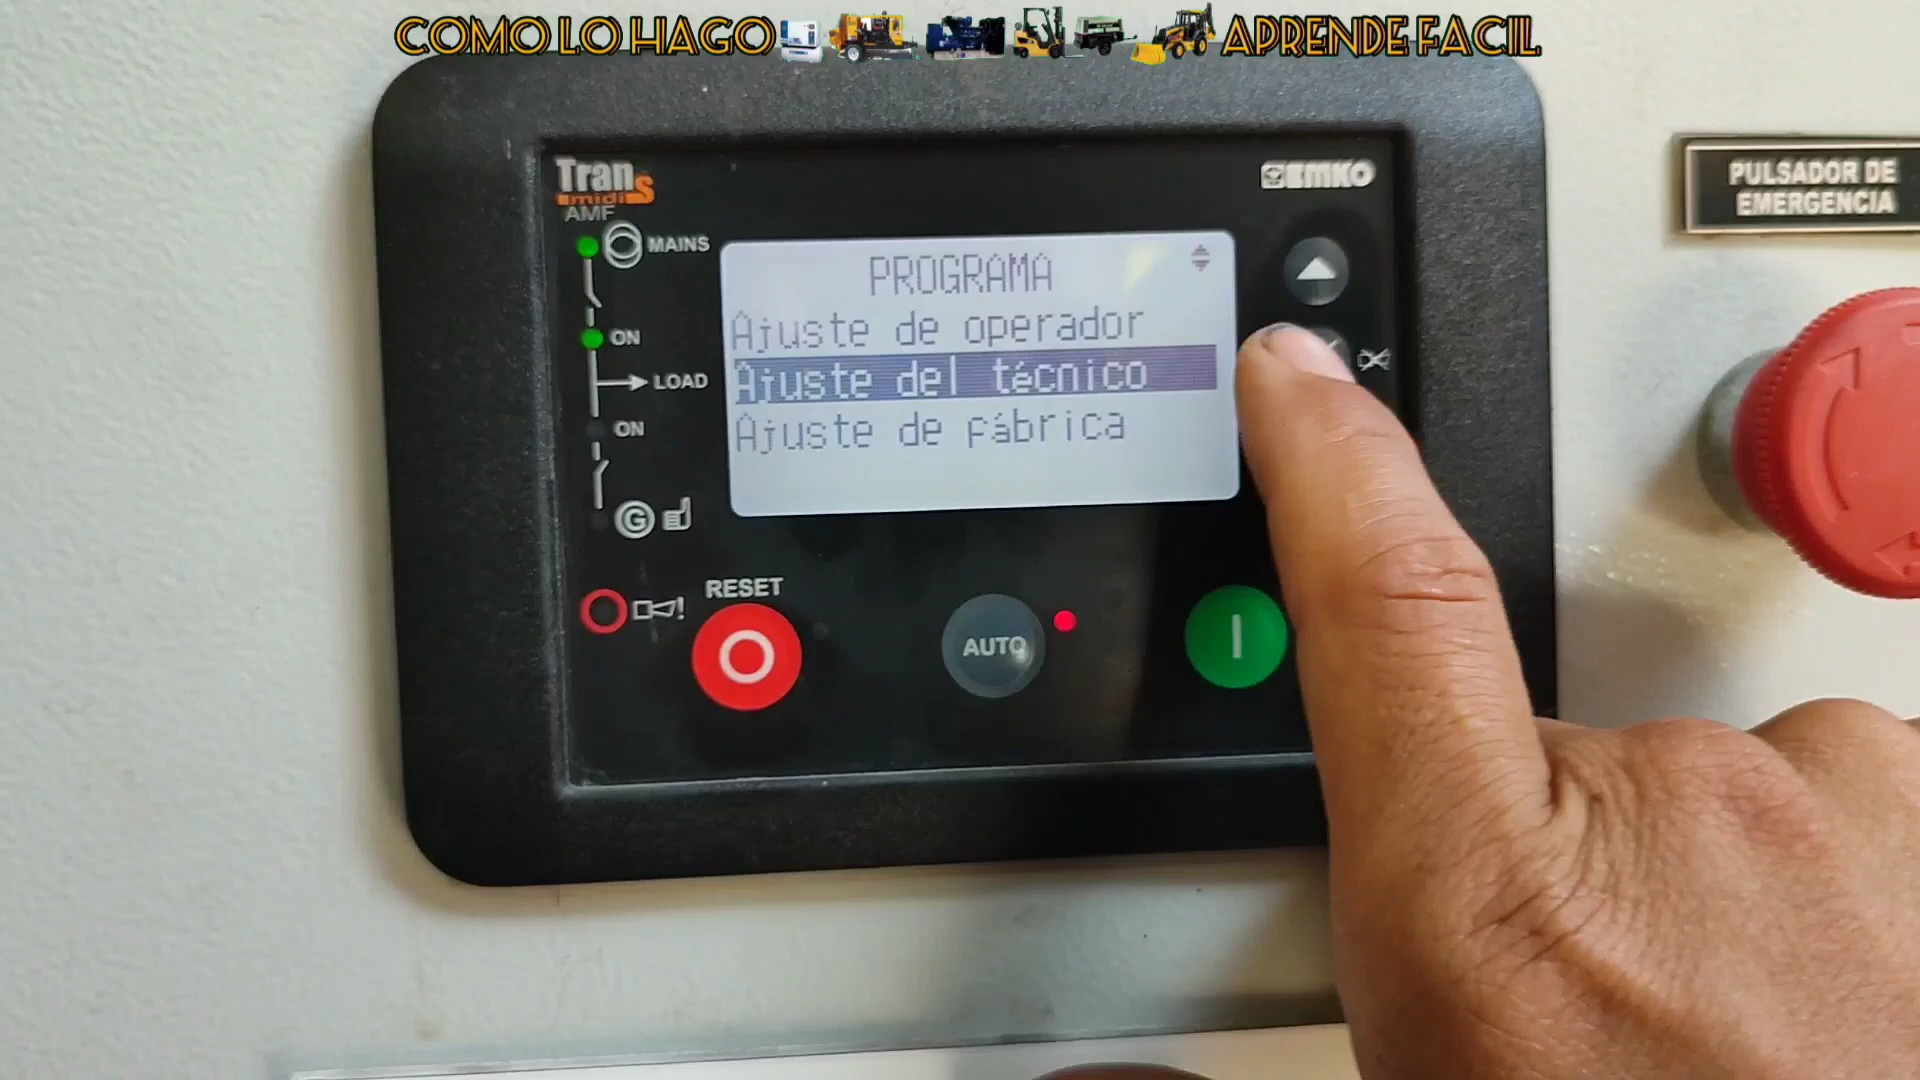 COMO LO HAGO APRENDE FACIL
Trans
midi
AMF
EMKO
MAINS
ON
LOAD
ON
G
PROGRAMA
Ajuste de operador
Ajuste del técnico
Ajuste de fábrica
RESET
AUTO
PULSADOR DE
EMERGENCIA